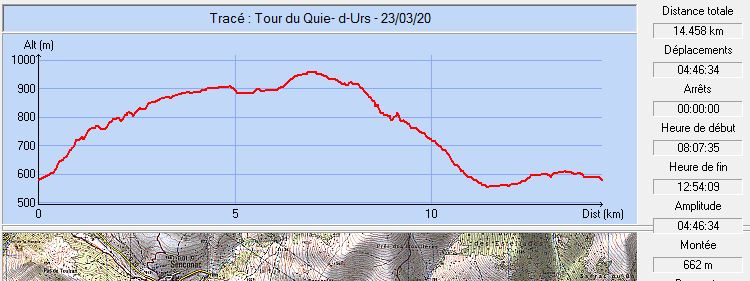 Tracé : Tour du Quie- d-Urs - 23/03/20
Alt (m)
1000
900
800
700
600
500
0
5
10
Dist (km)
Distance totale
14.458 km
Déplacements
04:46:34
Arrêts
00:00:00
Heure de début
08:07:35
Heure de fin
12:54:09
Amplitude
04:46:34
Montée
662 m
Senconac